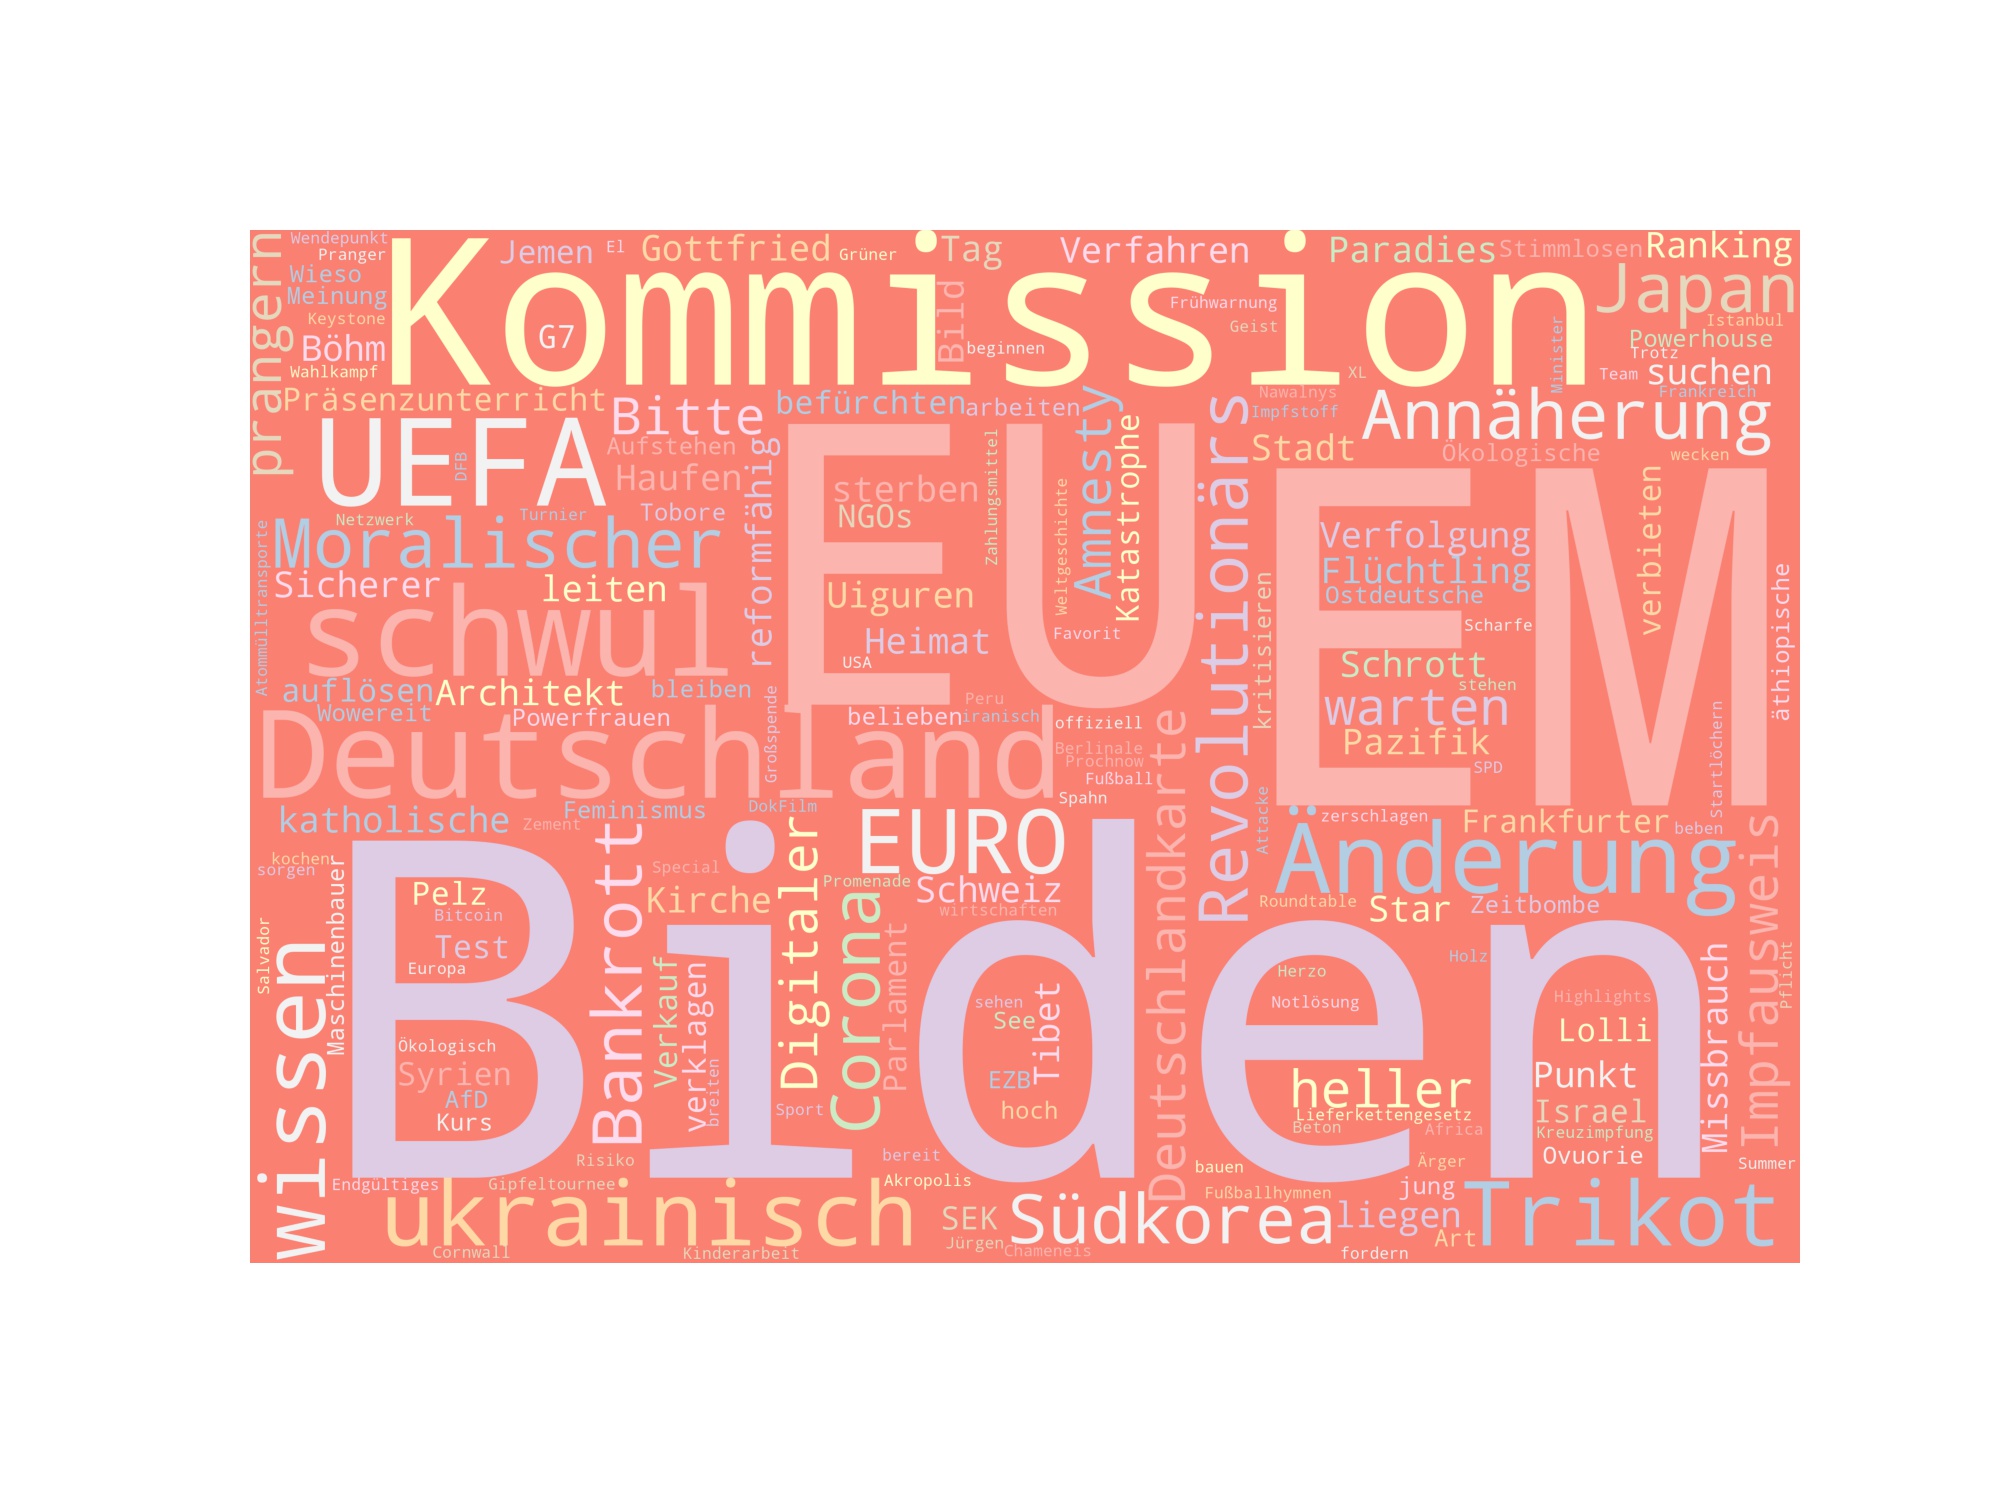 Wendepunkt
Pranger
Wieso
Meinung
Keystone
Böhm
Wahlkampf
prangern
Kommission
G7
Jemen
El
Gottfried
Grüner
Tag
Bild
beginnen
Verfahren
Frühwarnung
Geist
Paradies
Stimmlosen
Ranking
Japan
Istanbul
Powerhouse
Trotz
Team
suchen
Minister
XL
Frankreich
Nawalnys
Impfstoff
Annäherung
Präsenzunterricht
UEFA
DFB
Bitte
Aufstehen
Haufen
Tobore
befürchten
arbeiten
Amnesty
Katastrophe
Revolutionärs
Stadt
Ökologische
wecken
Netzwerk
Turnier
Moralischer
Sicherer
leiten
Atommülltransporte
schwul
reformfähig
EU
sterben
NGOs
Uiguren
Heimat
USA
Zahlungsmittel
Weltgeschichte
Favorit
kritisieren
EM
Verfolgung
Flüchtling
Ostdeutsche
Scharfe
Schrott
stehen
warten
Pazifik
SPD
verbieten
Startlöchern
äthiopische
auflösen
Architekt
bleiben
Wowereit
Powerfrauen
Großspende
belieben
Peru
iranisch
offiziell
Berlinale
Prochnow
Fußball
Spahn
Deutschland
Deutschlandkarte
katholische
Feminismus
Zement
DokFilm
EURO
Attacke
zerschlagen
Frankfurter
beben
Änderung
Impfausweis
kochen
sorgen
Maschinenbauer
Salvador
wissen
Biden
Pelz
Bitcoin
Test
Europa
Ökologisch
Syrien
AfD
Kurs
Bankrott
Special
Kirche
Verkauf
verklagen
breiten
Digitaler
Sport
Promenade
Corona
Parlament
Schweiz
wirtschaften
sehen
See
Tibet
EZB
hoch
Roundtable
Star
Zeitbombe
Herzo
Notlösung
Holz
heller
Lieferkettengesetz
Beton
Africa
Highlights
Lolli
Punkt
Israel
Kreuzimpfung
Ovuorie
Missbrauch
Pflicht
Summer
Endgültiges
Gipfeltournee
Risiko
bereit
Akropolis
bauen
Ärger
Fußballhymnen
jung
ukrainisch
SEK
Südkorea
liegen
Trikot
Cornwall
Kinderarbeit
Jürgen
Chameneis
fordern
Art